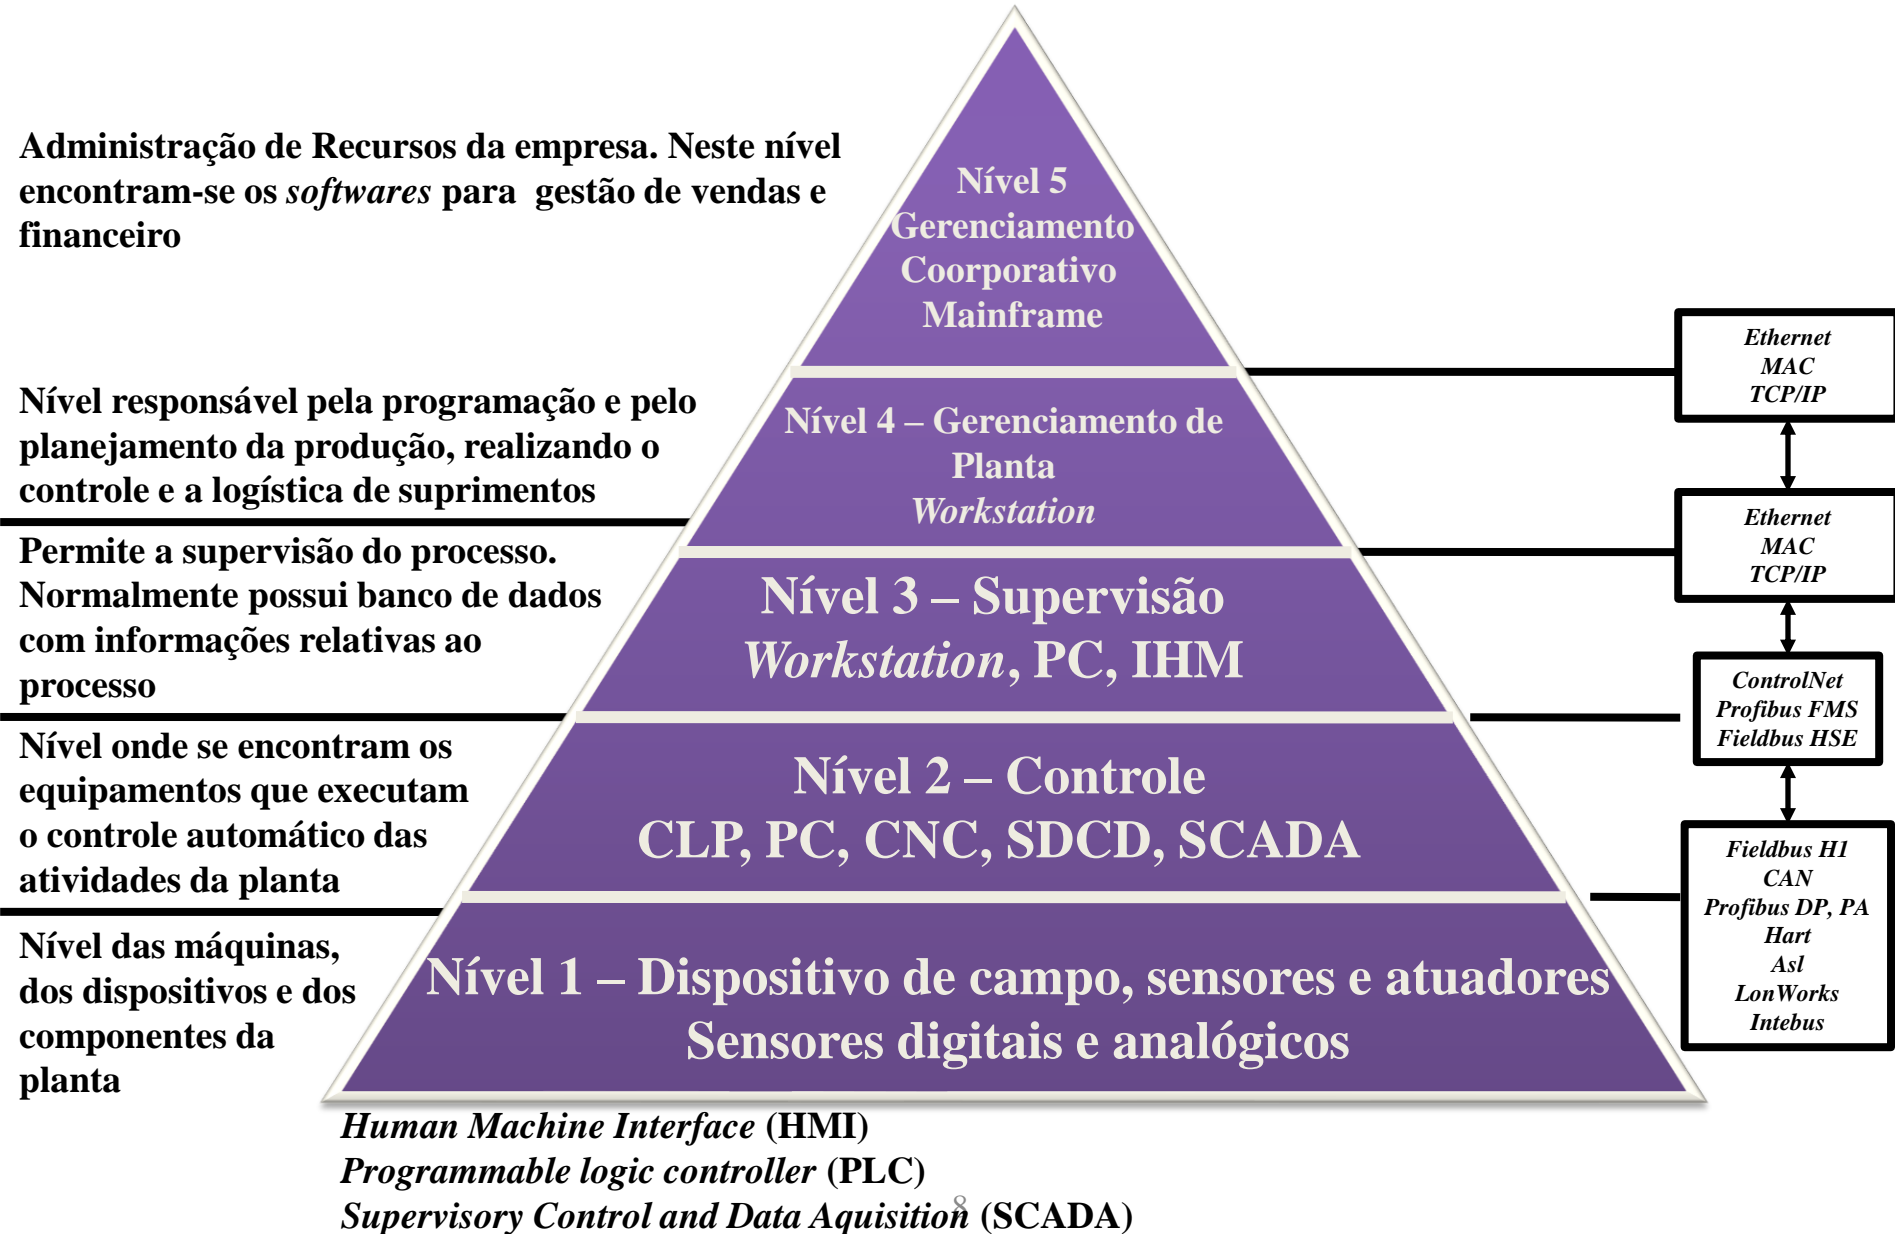 Administração de Recursos da empresa. Neste nível
encontram-se os softwares para gestão de vendas e
financeiro
Nível 5
Gerenciamento
Coorporativo
Mainframe
Ethernet
MAC
TCP/IP
Nível responsável pela programação e pelo
planejamento da produção, realizando o
controle e a logística de suprimentos
Nível 4 – Gerenciamento de
Planta
Workstation
Ethernet
MAC
TCP/IP
Permite a supervisão do processo.
Normalmente possui banco de dados
com informações relativas ao
processo
Nível 3 – Supervisão
Workstation, PC, IHM
ControlNet
Profibus FMS
Fieldbus HSE
Nível onde se encontram os
equipamentos que executam
o controle automático das
atividades da planta
Nível 2 – Controle
CLP, PC, CNC, SDCD, SCADA
Fieldbus H1
CAN
Profibus DP, PA
Hart
Asl
LonWorks
Intebus
Nível das máquinas,
dos dispositivos e dos
componentes da
planta
Nível 1 – Dispositivo de campo, sensores e atuadores
Sensores digitais e analógicos
Human Machine Interface (HMI)
Programmable logic controller (PLC)
Supervisory Control and Data Aquisition (SCADA)
8